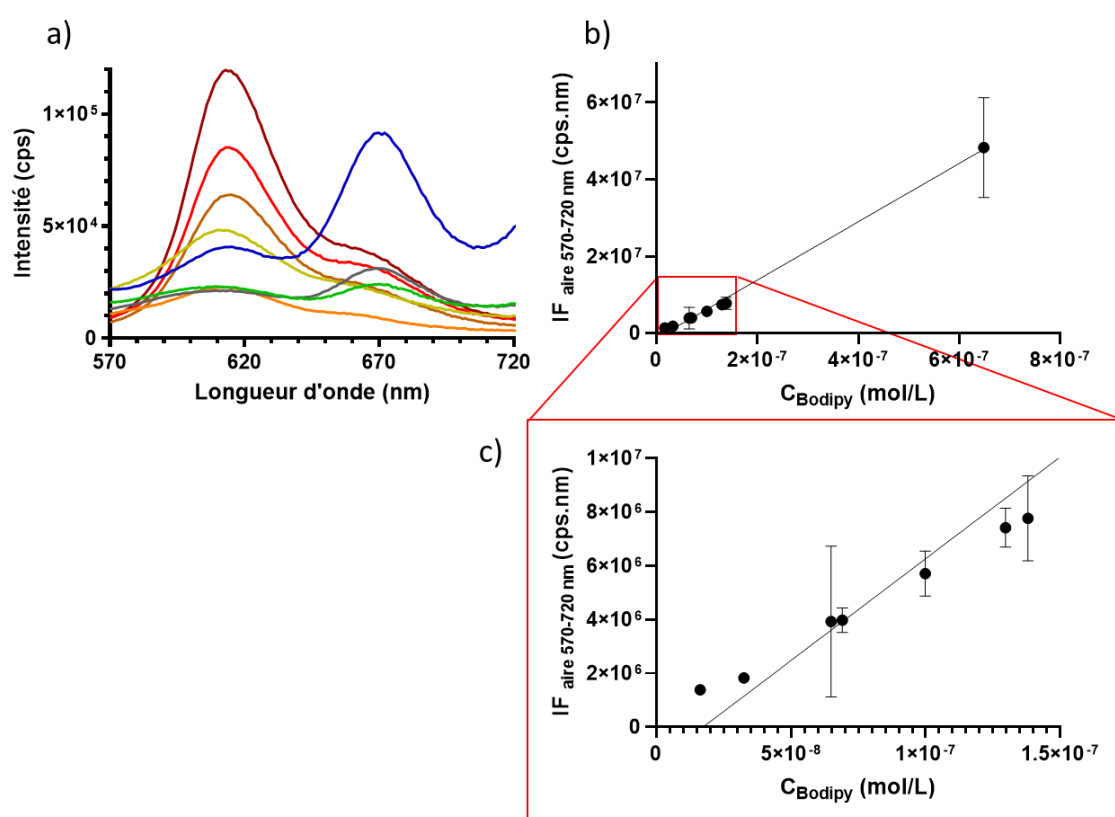 a)
Intensité (cps)
1×10⁵
5×10⁴
0
570
620
670
720
Longueur d'onde (nm)
b)
IF aire 570-720 nm (cps.nm)
6×10⁷
4×10⁷
2×10⁷
0
0
2×10⁻⁷
4×10⁻⁷
6×10⁻⁷
8×10⁻⁷
C Bodipy (mol/L)
c)
IF aire 570-720 nm (cps.nm)
1×10⁷
8×10⁶
6×10⁶
4×10⁶
2×10⁶
0
0
5×10⁻⁸
1×10⁻⁷
1.5×10⁻⁷
C Bodipy (mol/L)